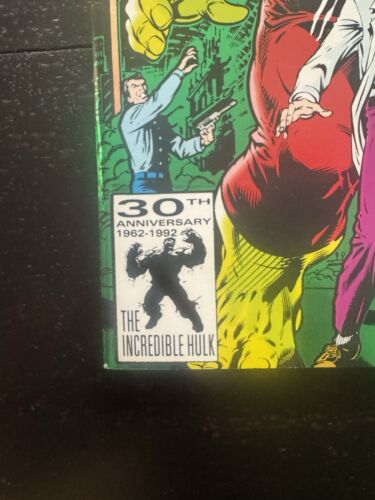 30TH
ANNIVERSARY
1962-1992
THE
INCREDIBLE HULK